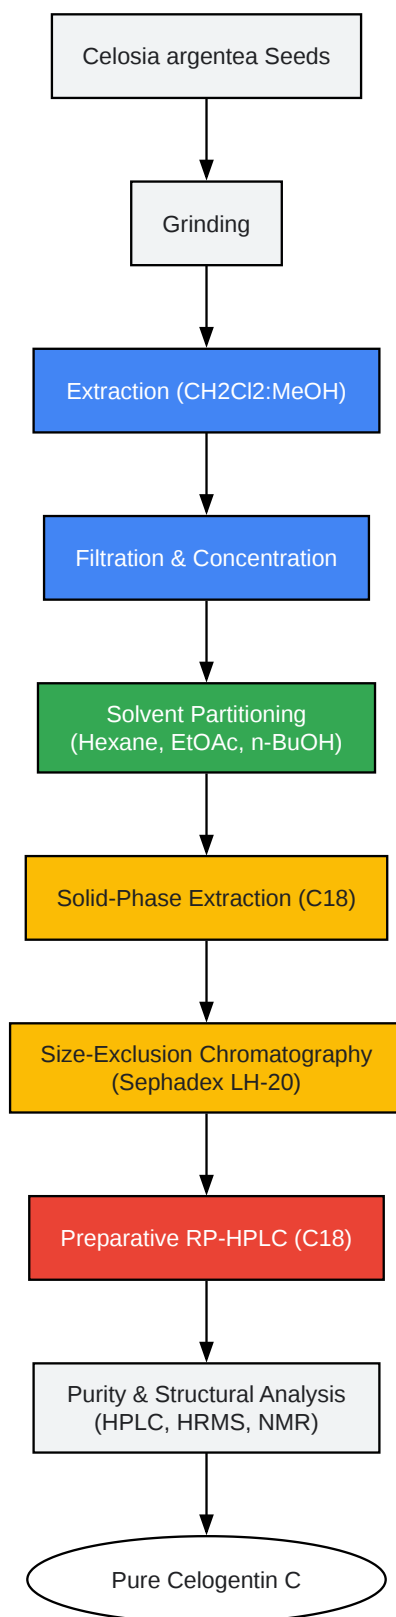 Celosia argentea Seeds
Grinding
Extraction (CH2Cl2:MeOH)
Filtration & Concentration
Solvent Partitioning
(Hexane, EtOAc, n-BuOH)
Solid-Phase Extraction (C18)
Size-Exclusion Chromatography
(Sephadex LH-20)
Preparative RP-HPLC (C18)
Purity & Structural Analysis
(HPLC, HRMS, NMR)
Pure Celogentin C